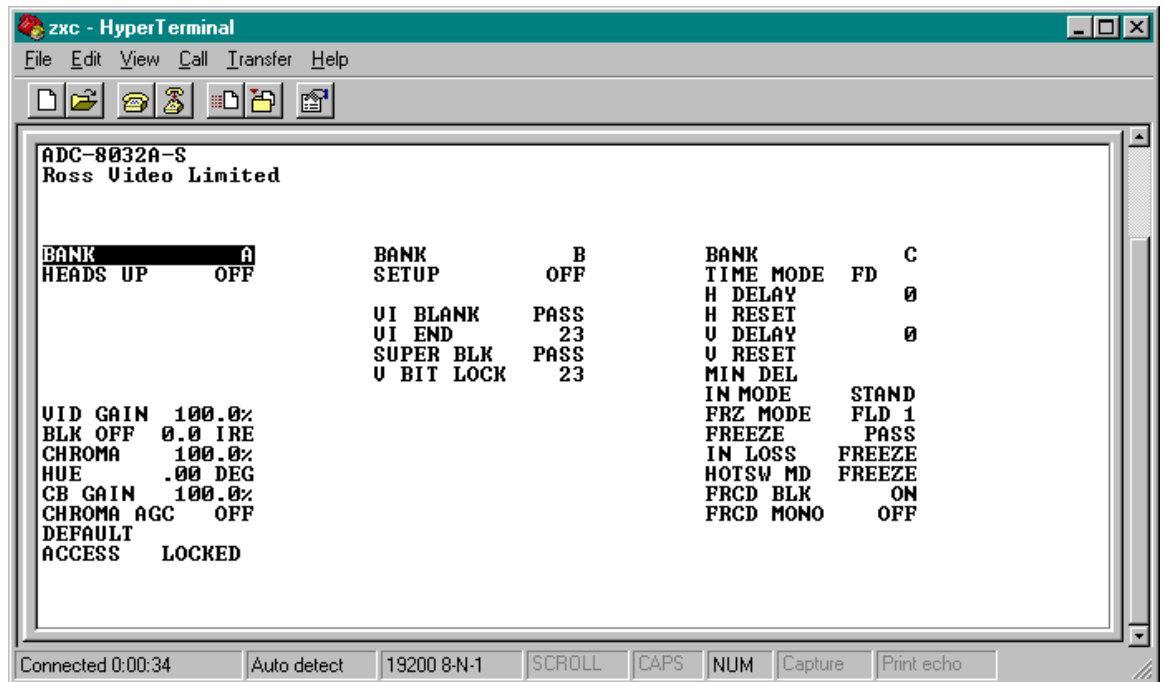 zxc - HyperTerminal
File Edit View Call Transfer Help
ADC-8032A-S
Ross Video Limited
BANK A BANK B BANK C
HEADS UP OFF SETUP OFF TIME MODE FD
H DELAY 0
VI BLANK PASS H RESET
VI END 23 V DELAY 0
SUPER BLK PASS V RESET
V BIT LOCK 23 MIN DEL
IN MODE STAND
VID GAIN 100.0% FRZ MODE FLD 1
BLK OFF 0.0 IRE FREEZE PASS
CHROMA 100.0% IN LOSS FREEZE
HUE .00 DEG HOTSW MD FREEZE
CB GAIN 100.0% FRCD BLK ON
CHROMA AGC OFF FRCD MONO OFF
DEFAULT
ACCESS LOCKED
Connected 0:00:34 Auto detect 19200 8-N-1 SCROLL CAPS NUM Capture Print echo